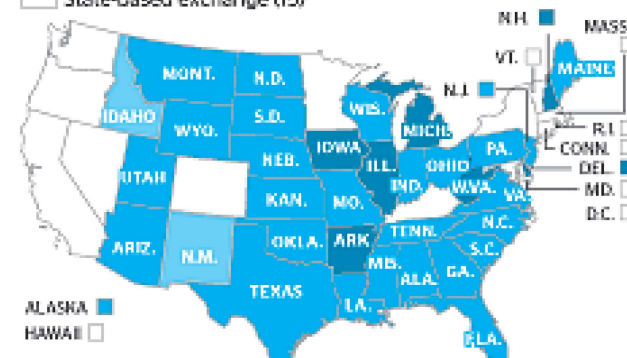 State-based exchange (15)
N.H.
MASS
VT.
MAINE
N.J.
MONT.
N.D.
IDAHO
WIS.
S.D.
WYO.
MICH.
R.I.
PA.
CONN.
IOWA
NEB.
OHIO
ILL.
DEL.
UTAH
IND.
W.VA.
MD.
VA.
KAN.
MO.
D.C.
N.C.
TENN.
OKLA.
ARK.
ARIZ.
N.M.
S.C.
MIS.
ALA.
GA.
TEXAS
LA.
ALASKA
HAWAII
FLA.